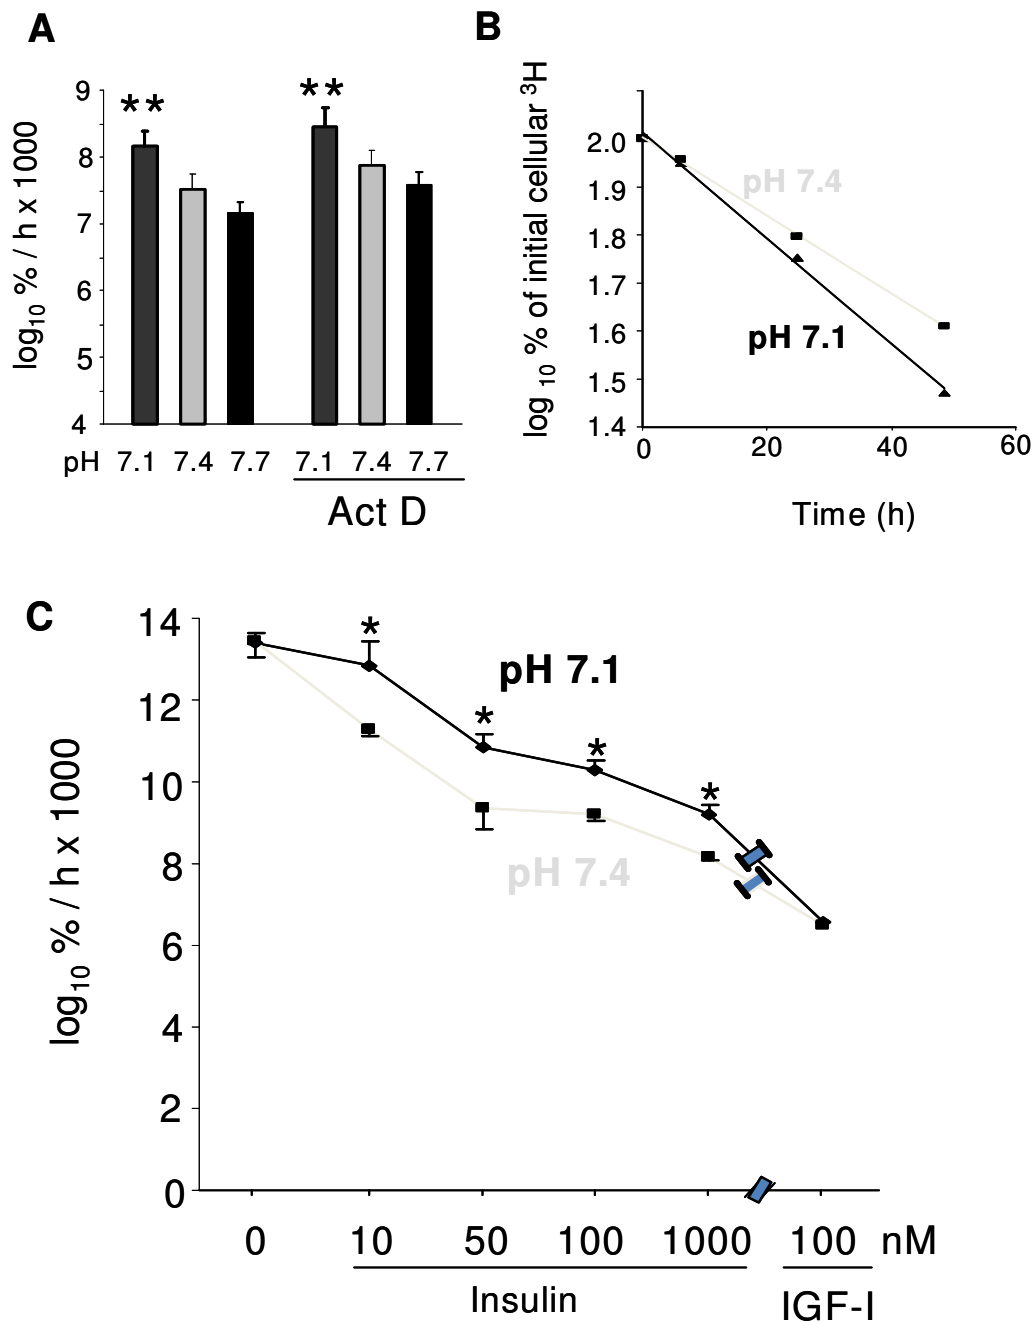 A
log10 % / h x 1000
9
8
7
6
5
4
**
**
pH 7.1 7.4 7.7 7.1 7.4 7.7
Act D
B
log 10 % of initial cellular 3H
2.0
1.9
1.8
1.7
1.6
1.5
1.4
pH 7.4
pH 7.1
0 20 40 60
Time (h)
C
log10 % / h x 1000
14
12
10
8
6
4
2
0
*
*
*
*
pH 7.1
pH 7.4
0 10 50 100 1000 100 nM
Insulin IGF-I